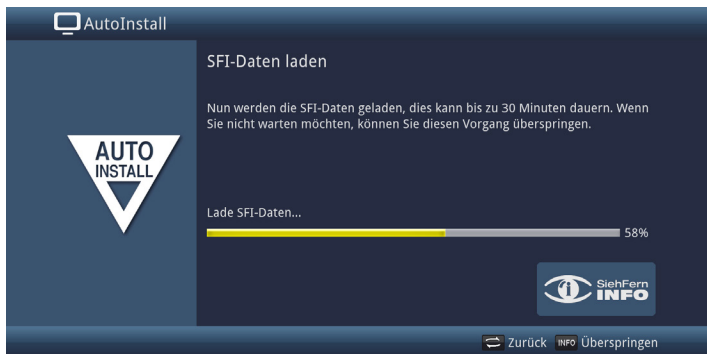 AutoInstall
SFI-Daten laden
Nun werden die SFI-Daten geladen, dies kann bis zu 30 Minuten dauern. Wenn
Sie nicht warten möchten, können Sie diesen Vorgang überspringen.
AUTO
INSTALL
Lade SFI-Daten...
58%
SiehFern
INFO
Zurück INFO Überspringen